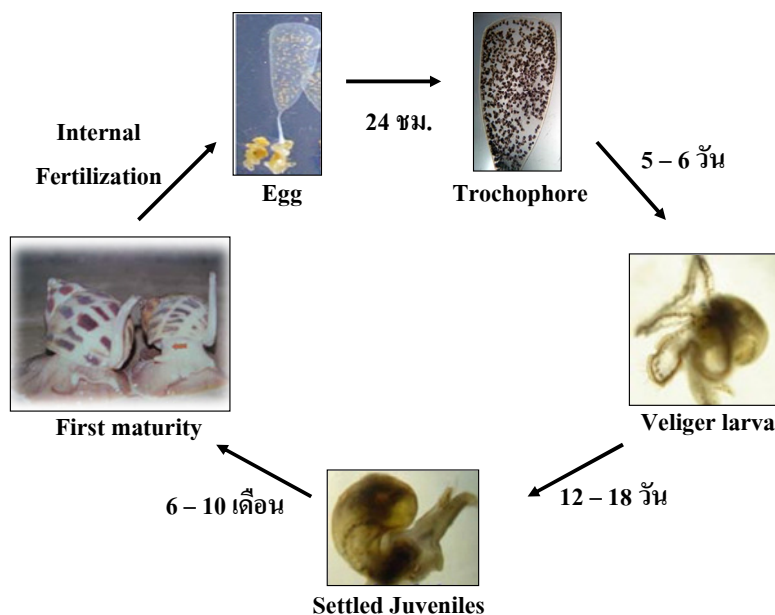 Internal
Fertilization
Egg
24 ชม.
Trochophore
5 – 6 วัน
Veliger larva
12 – 18 วัน
Settled Juveniles
6 – 10 เดือน
First maturity